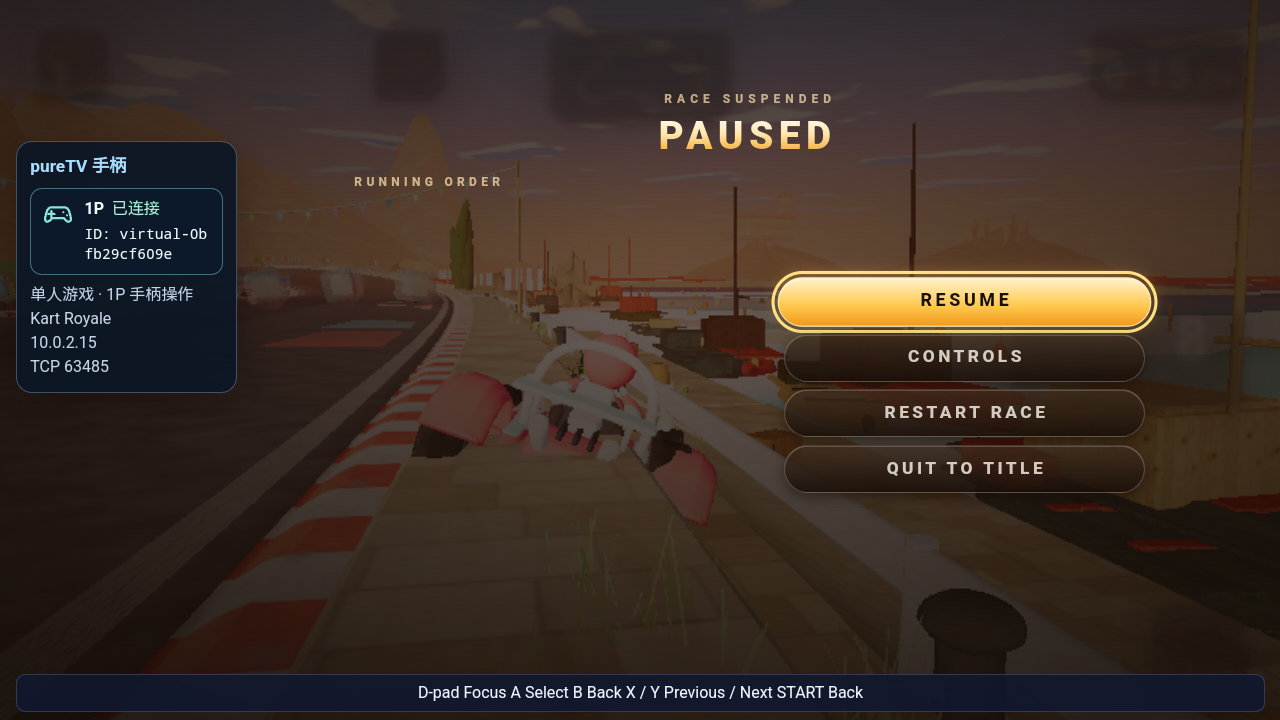 RACE SUSPENDED
PAUSED
pureTV 手柄
1P 已连接
ID: virtual-0b
fb29cf609e
单人游戏 · 1P 手柄操作
Kart Royale
10.0.2.15
TCP 63485
RUNNING ORDER
RESUME
CONTROLS
RESTART RACE
QUIT TO TITLE
D-pad Focus A Select B Back X / Y Previous / Next START Back